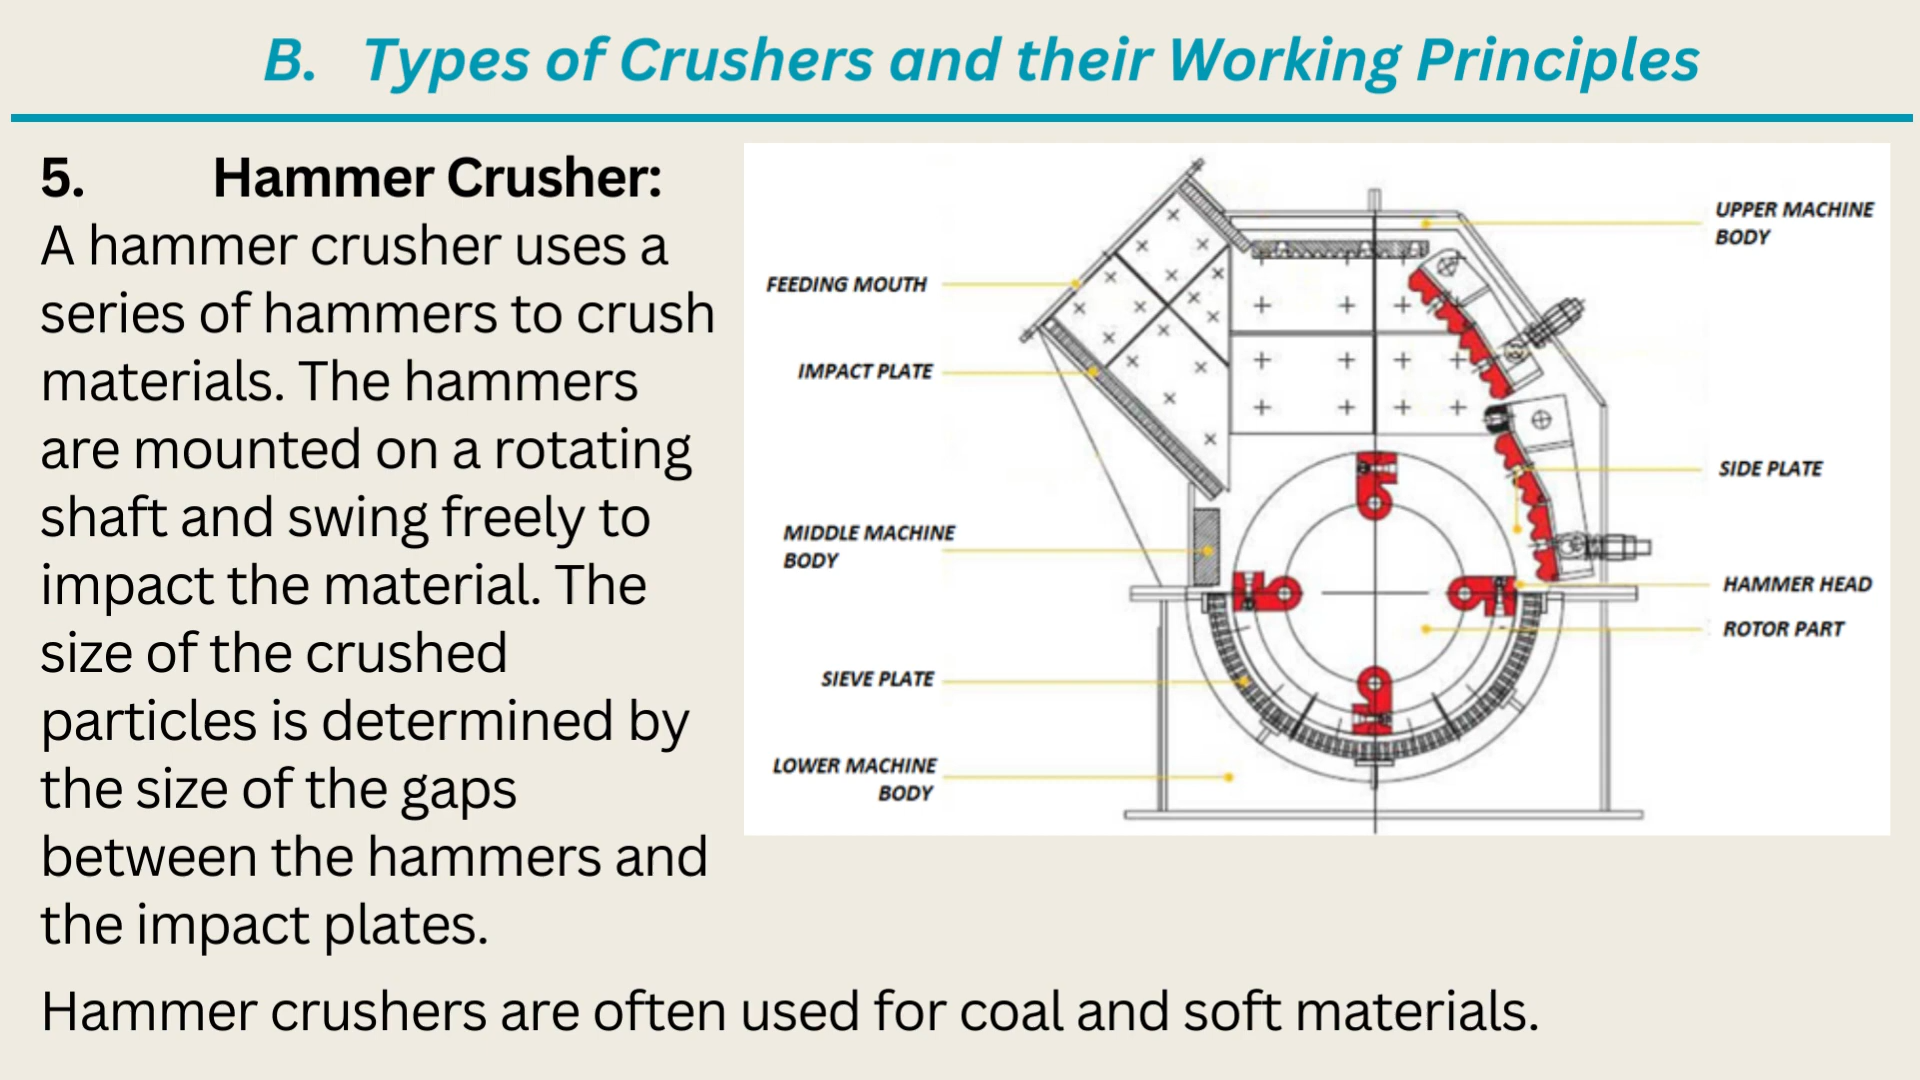 B. Types of Crushers and their Working Principles
5. Hammer Crusher:
A hammer crusher uses a
series of hammers to crush
materials. The hammers
are mounted on a rotating
shaft and swing freely to
impact the material. The
size of the crushed
particles is determined by
the size of the gaps
between the hammers and
the impact plates.
Hammer crushers are often used for coal and soft materials.
FEEDING MOUTH
IMPACT PLATE
MIDDLE MACHINE
BODY
SIEVE PLATE
LOWER MACHINE
BODY
UPPER MACHINE
BODY
SIDE PLATE
HAMMER HEAD
ROTOR PART